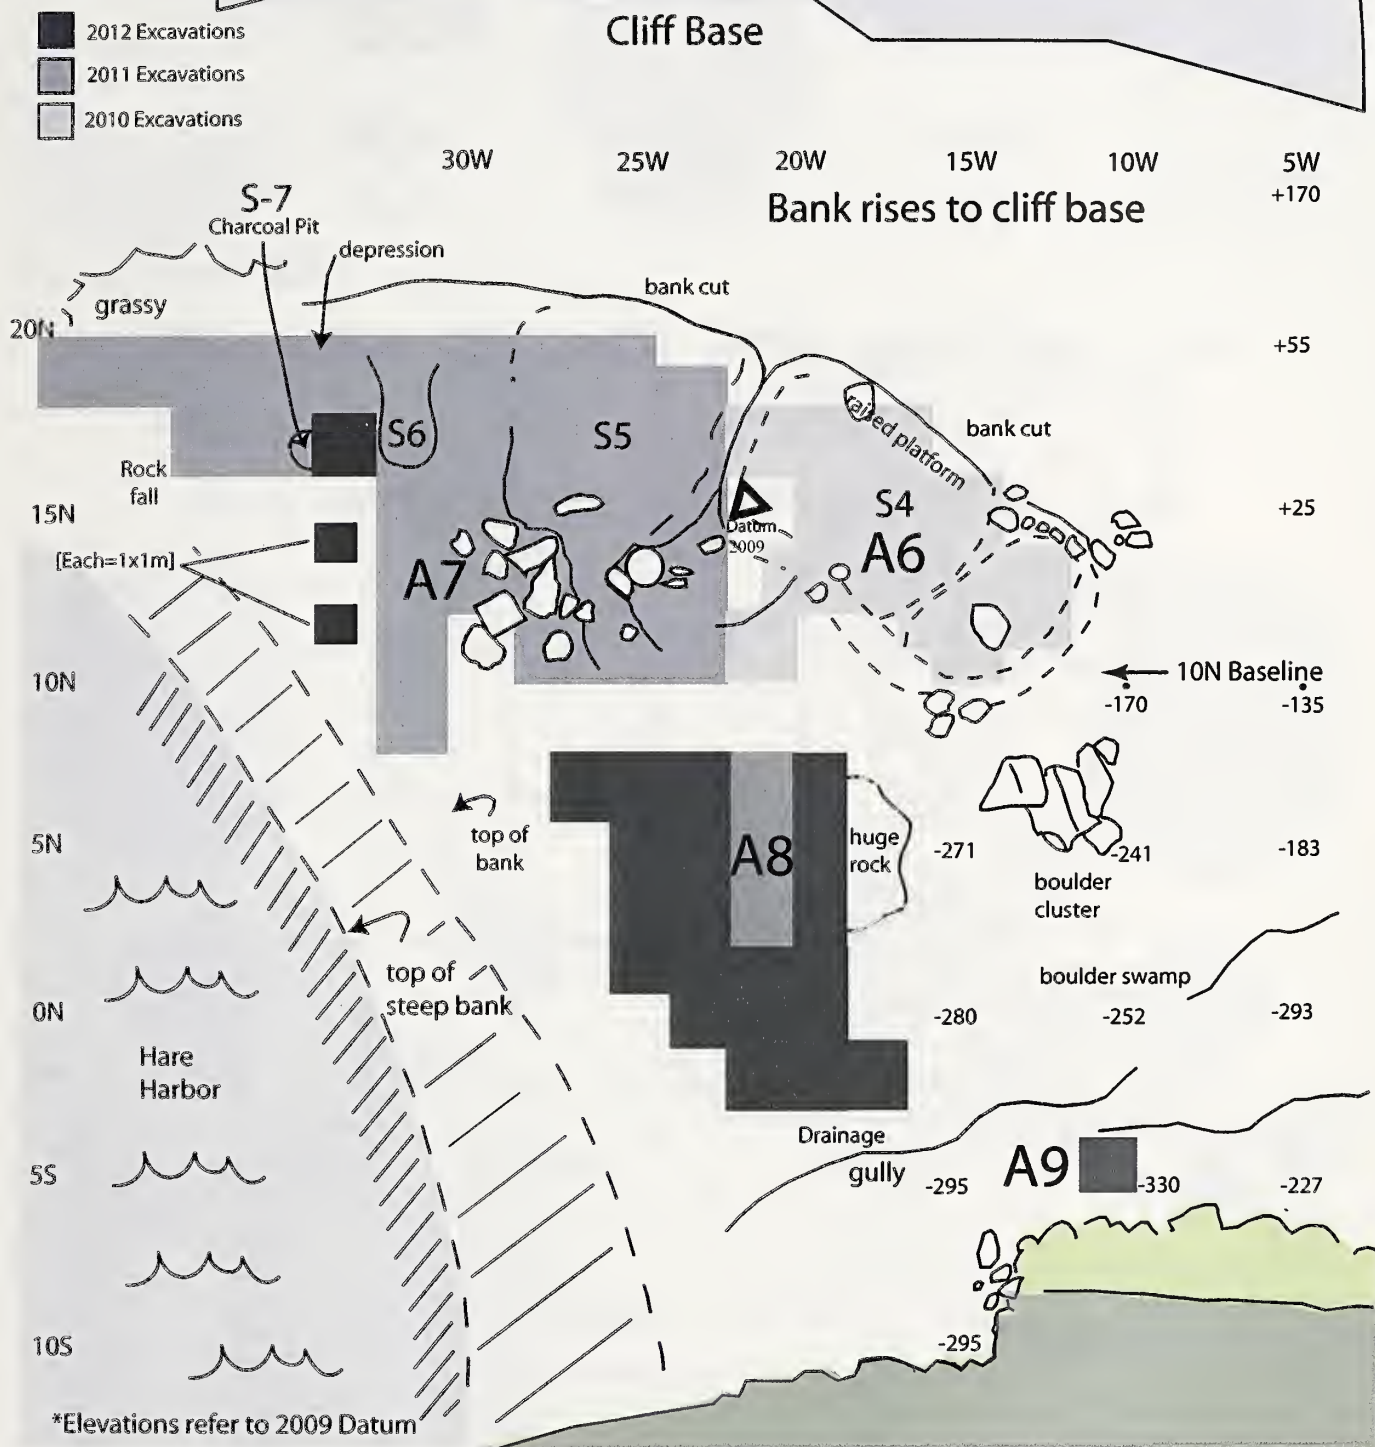 Cliff Base
2012 Excavations
2011 Excavations
2010 Excavations
30W 25W 20W 15W 10W 5W
+170
Bank rises to cliff base
S-7
Charcoal Pit
depression
grassy
bank cut
20N
+55
raised platform
bank cut
S6
S5
Rock
fall
15N
S4
+25
Datum
2009
A6
[Each=1x1m]
A7
10N
10N Baseline
-170
-135
top of
bank
5N
A8
huge
rock
-271
-241
-183
boulder
cluster
top of
steep bank
boulder swamp
0N
-280
-252
-293
Hare
Harbor
Drainage
gully
5S
-295
A9
-330
-227
10S
-295
*Elevations refer to 2009 Datum